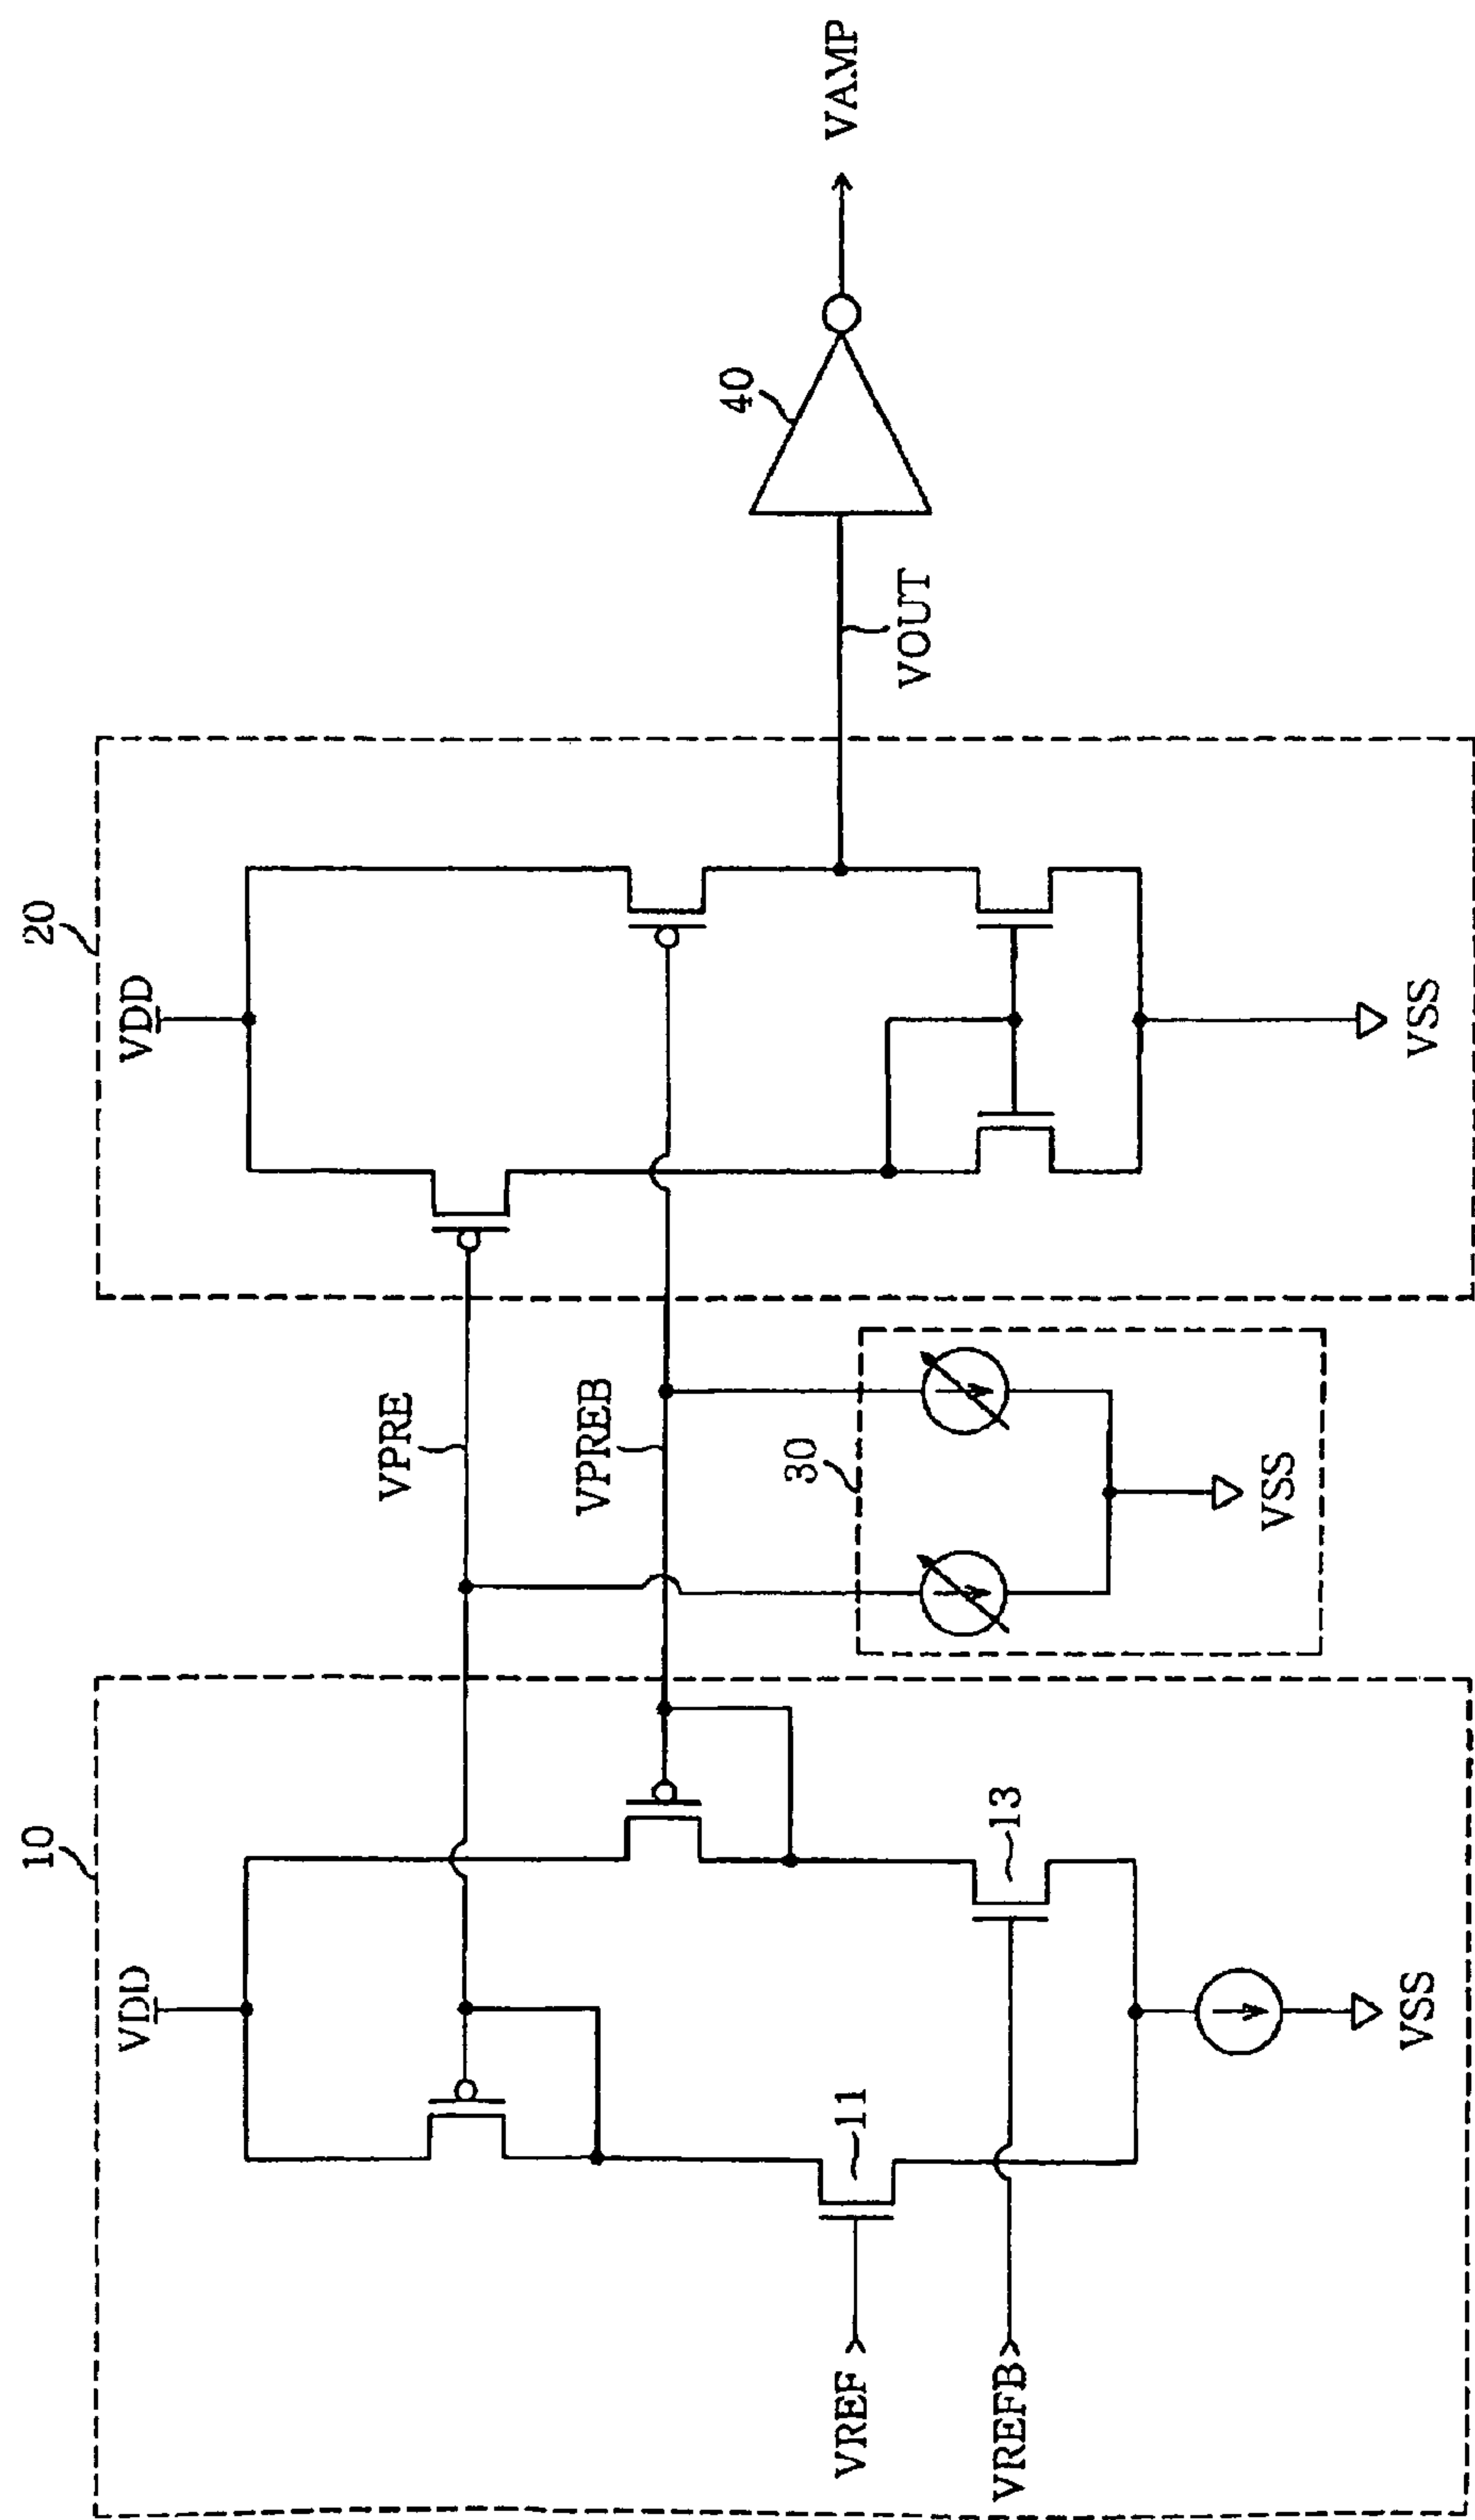 10
VDD
VREF
11
VREFB
13
VSS
VPRE
VPREB
30
VSS
20
VDD
VSS
VOUT
40
VAMP